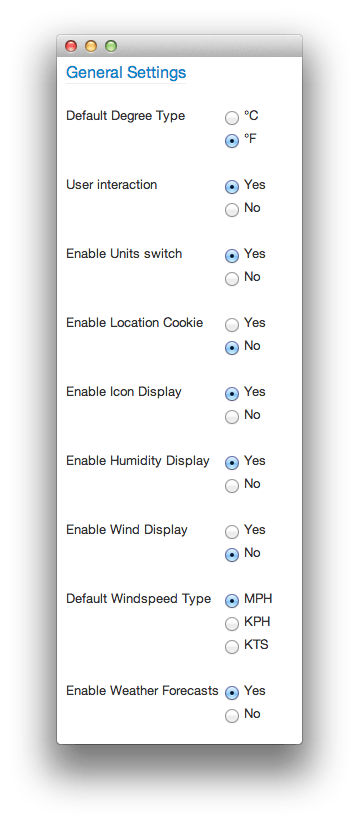 General Settings
Default Degree Type °C
°F
User interaction Yes
No
Enable Units switch Yes
No
Enable Location Cookie Yes
No
Enable Icon Display Yes
No
Enable Humidity Display Yes
No
Enable Wind Display Yes
No
Default Windspeed Type MPH
KPH
KTS
Enable Weather Forecasts Yes
No